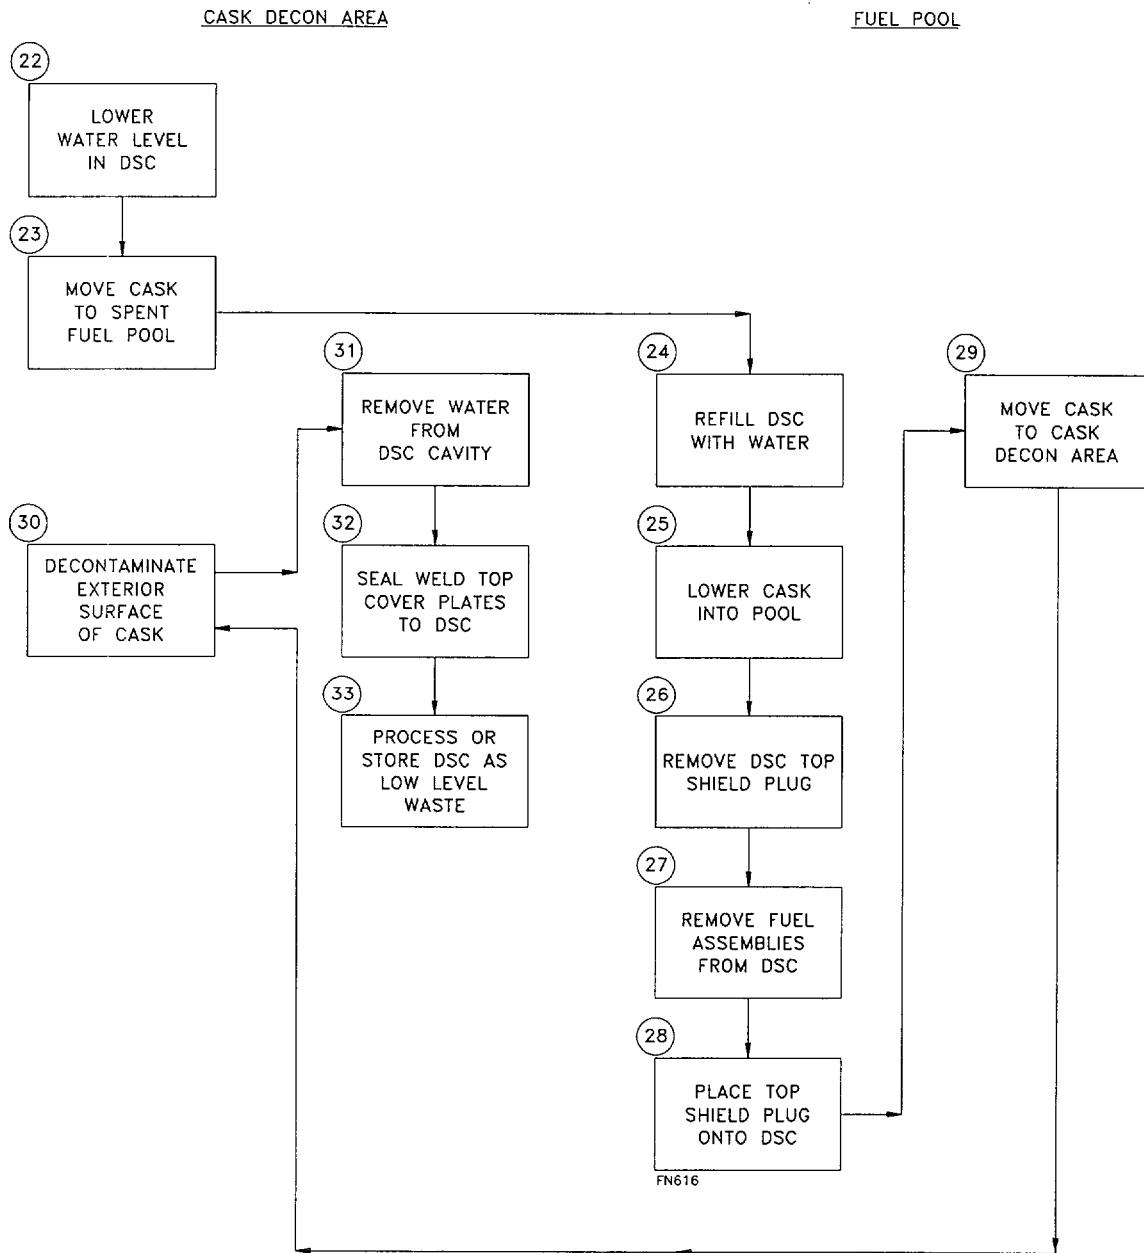 CASK DECON AREA
FUEL POOL
22
LOWER
WATER LEVEL
IN DSC
23
MOVE CASK
TO SPENT
FUEL POOL
24
REFILL DSC
WITH WATER
25
LOWER CASK
INTO POOL
26
REMOVE DSC TOP
SHIELD PLUG
27
REMOVE FUEL
ASSEMBLIES
FROM DSC
28
PLACE TOP
SHIELD PLUG
ONTO DSC
FN616
29
MOVE CASK
TO CASK
DECON AREA
30
DECONTAMINATE
EXTERIOR
SURFACE
OF CASK
31
REMOVE WATER
FROM
DSC CAVITY
32
SEAL WELD TOP
COVER PLATES
TO DSC
33
PROCESS OR
STORE DSC AS
LOW LEVEL
WASTE